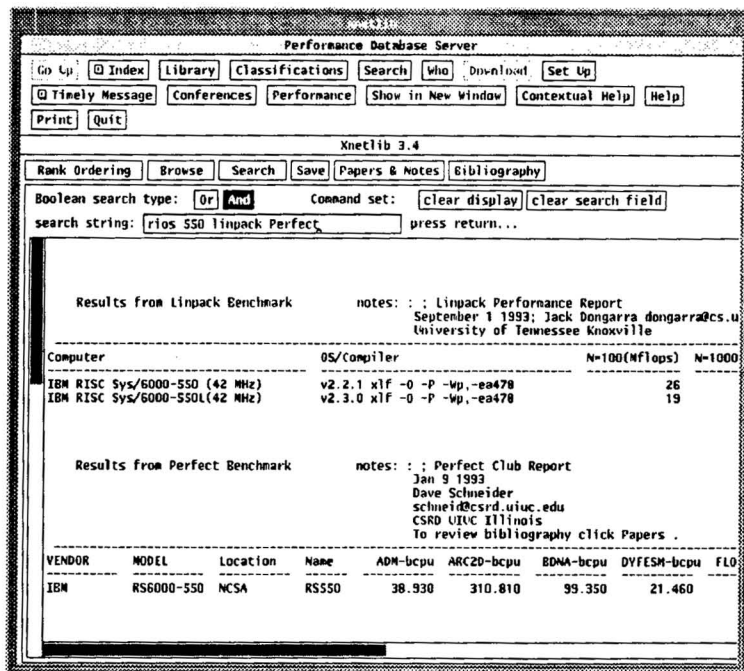 Xnetlib
Performance Database Server
Go Up Index Library Classifications Search Who Download Set Up
Timely Message Conferences Performance Show in New Window Contextual Help Help
Print Quit
Xnetlib 3.4
Rank Ordering Browse Search Save Papers & Notes Bibliography
Boolean search type: Or And Command set: clear display clear search field
search string: rios 550 linpack Perfect press return...
Results from Linpack Benchmark notes: : ; Linpack Performance Report
September 1 1993; Jack Dongarra dongarra@cs.u
University of Tennessee Knoxville
Computer OS/Compiler N=100(Mflops) N=1000
IBM RISC Sys/6000-550 (42 MHz) v2.2.1 xlf -O -P -Wp,-ea478 26
IBM RISC Sys/6000-550L(42 MHz) v2.3.0 xlf -O -P -Wp,-ea478 19
Results from Perfect Benchmark notes: : ; Perfect Club Report
Jan 9 1993
Dave Schneider
schneid@csrd.uiuc.edu
CSRD UIUC Illinois
To review bibliography click Papers .
VENDOR MODEL Location Name ADM-bcpu ARC2D-bcpu BDNA-bcpu DYFESM-bcpu FLO
IBM RS6000-550 NCSA RS550 38.930 310.810 99.350 21.460